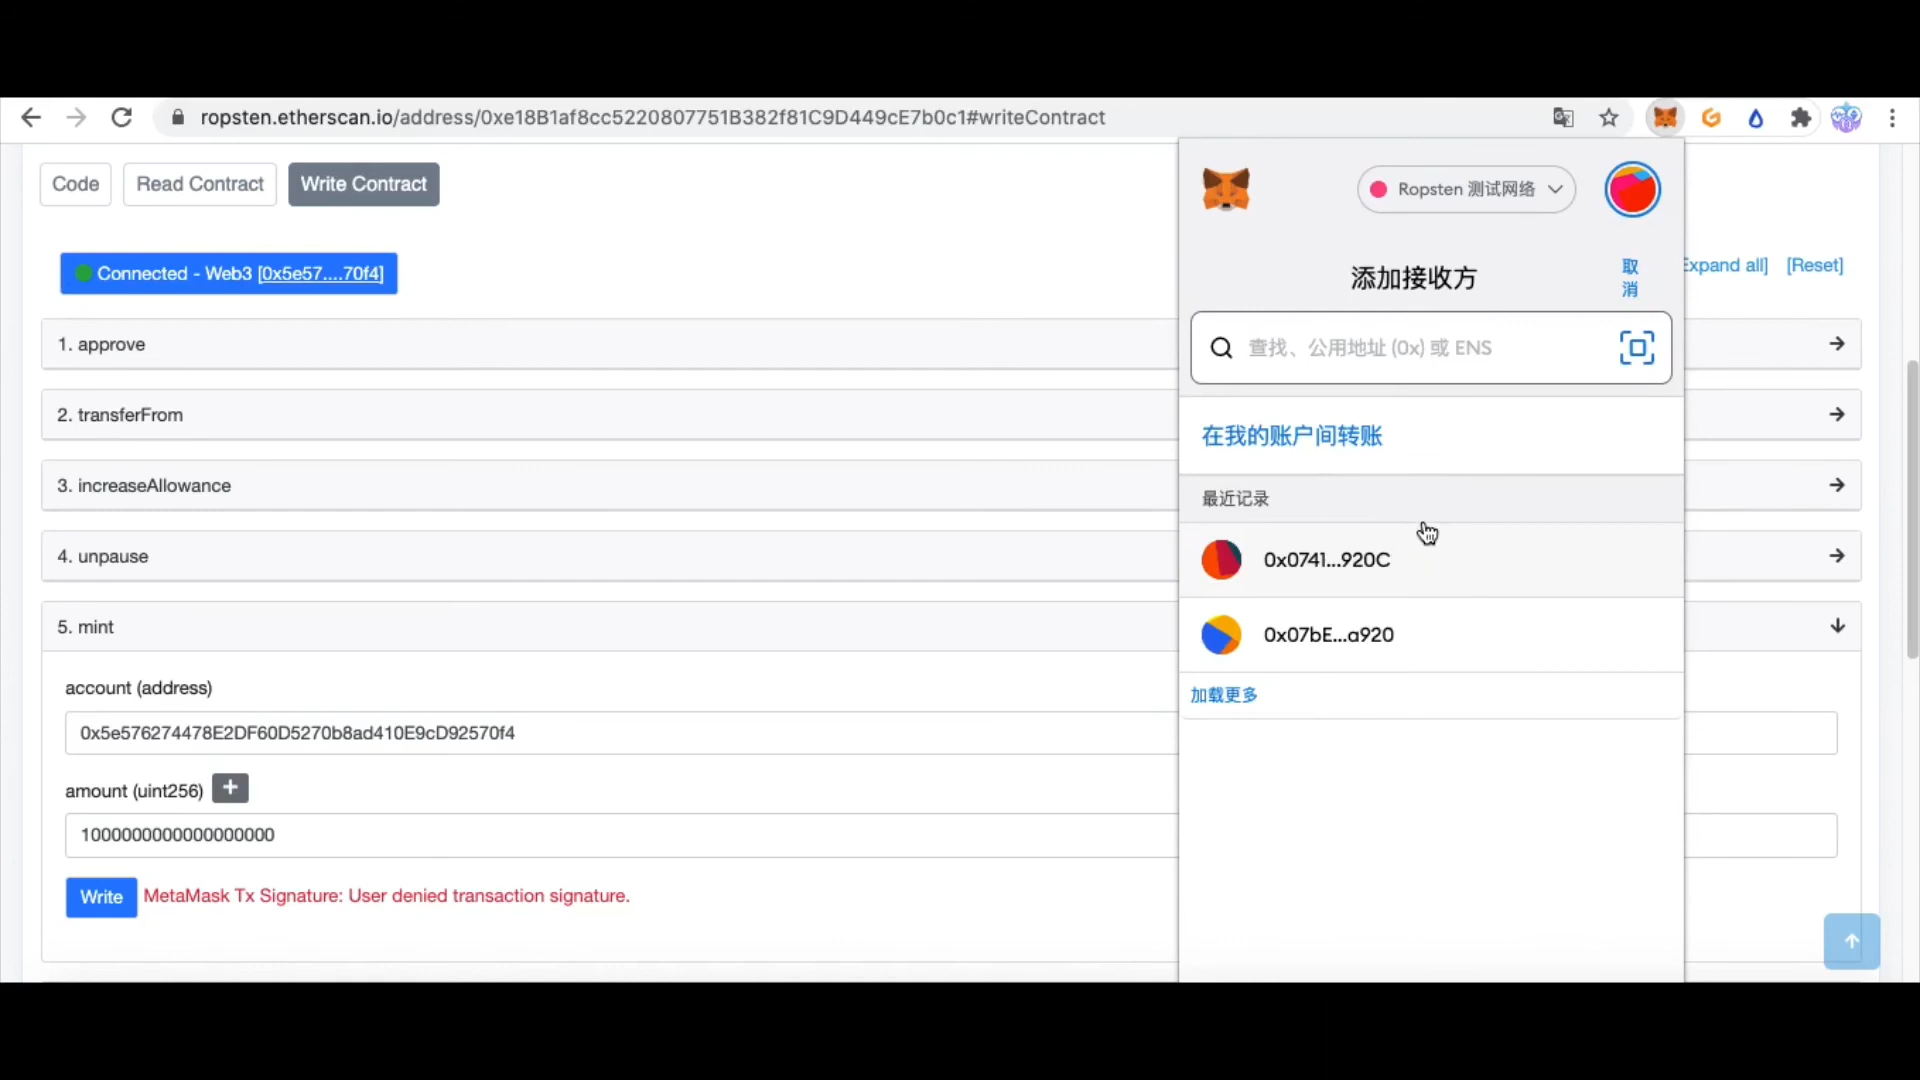 ropsten.etherscan.io/address/0xe18B1af8cc5220807751B382f81C9D449cE7b0c1#writeContract
Code
Read Contract
Write Contract
Connected - Web3 [0x5e57....70f4]
Expand all]
[Reset]
1. approve
2. transferFrom
3. increaseAllowance
4. unpause
5. mint
account (address)
0x5e576274478E2DF60D5270b8ad410E9cD92570f4
amount (uint256)
1000000000000000000
Write
MetaMask Tx Signature: User denied transaction signature.
Ropsten 测试网络
添加接收方
取
消
查找、公用地址 (0x) 或 ENS
在我的账户间转账
最近记录
0x0741...920C
0x07bE...a920
加载更多